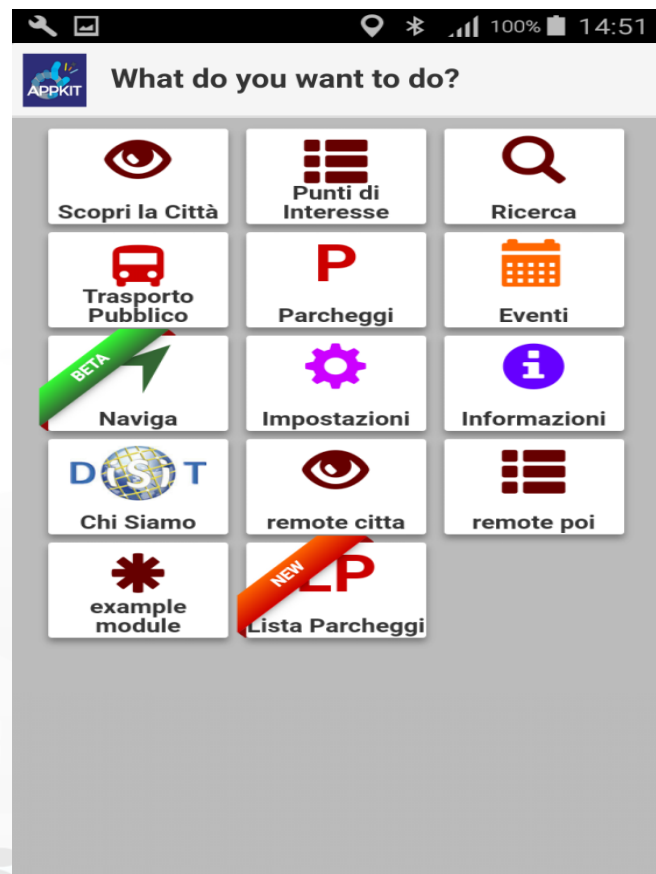 100% 14:51
APPKIT
What do you want to do?
Scopri la Città
Punti di
Interesse
Ricerca
Trasporto
Pubblico
P
Parcheggi
Eventi
BETA
Naviga
Impostazioni
i
Informazioni
DISIT
Chi Siamo
remote citta
remote poi
example
module
NEW
LP
Lista Parcheggi